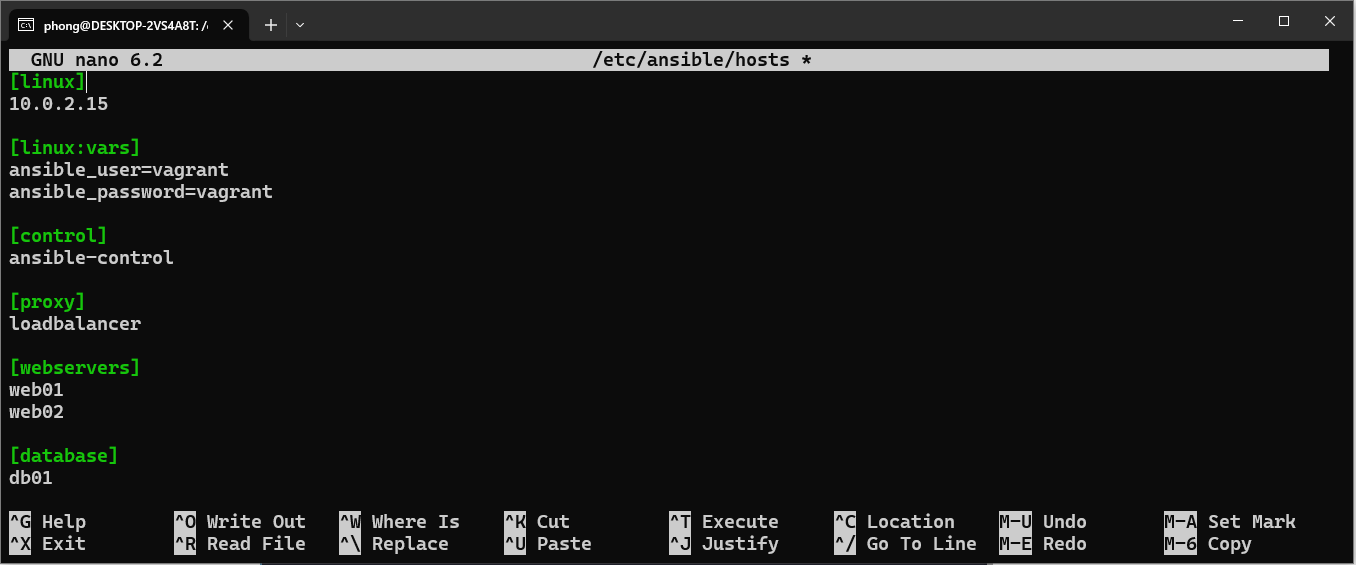 phong@DESKTOP-2VS4A8T: /
GNU nano 6.2 /etc/ansible/hosts *
[linux]
10.0.2.15
[linux:vars]
ansible_user=vagrant
ansible_password=vagrant
[control]
ansible-control
[proxy]
loadbalancer
[webservers]
web01
web02
[database]
db01
^G Help ^O Write Out ^W Where Is ^K Cut ^T Execute ^C Location M-U Undo M-A Set Mark
^X Exit ^R Read File ^\ Replace ^U Paste ^J Justify ^/ Go To Line M-E Redo M-6 Copy